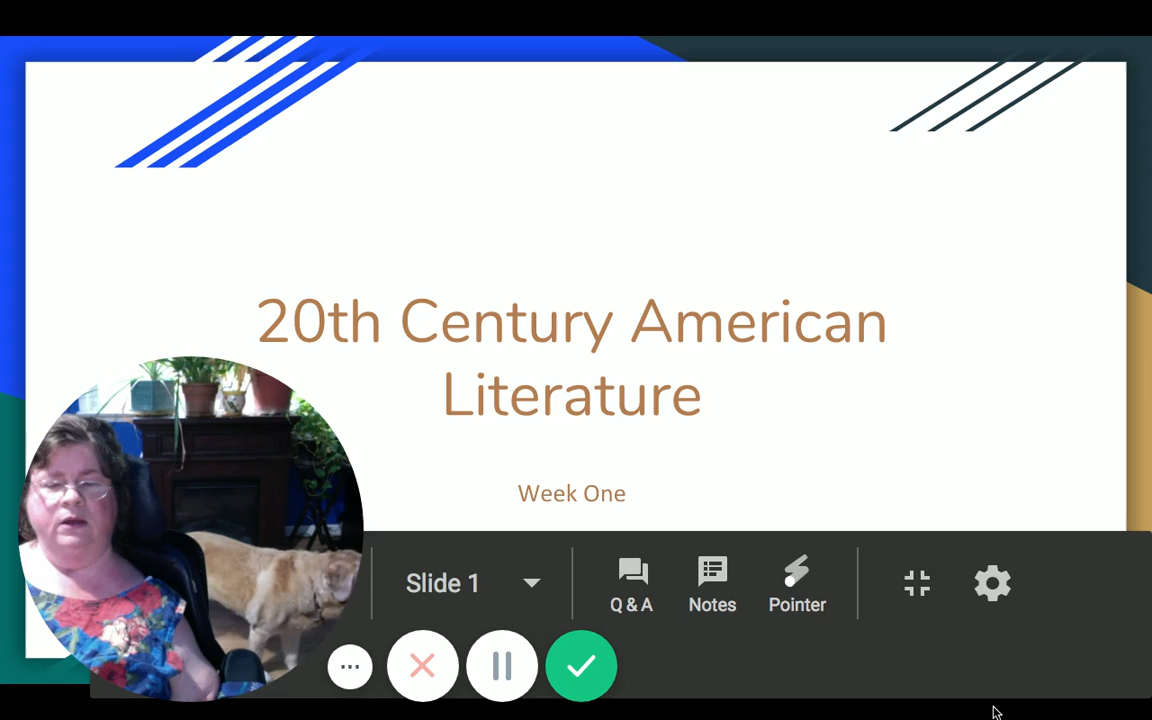 20th Century American
Literature
Week One
Slide 1
Q & A
Notes
Pointer